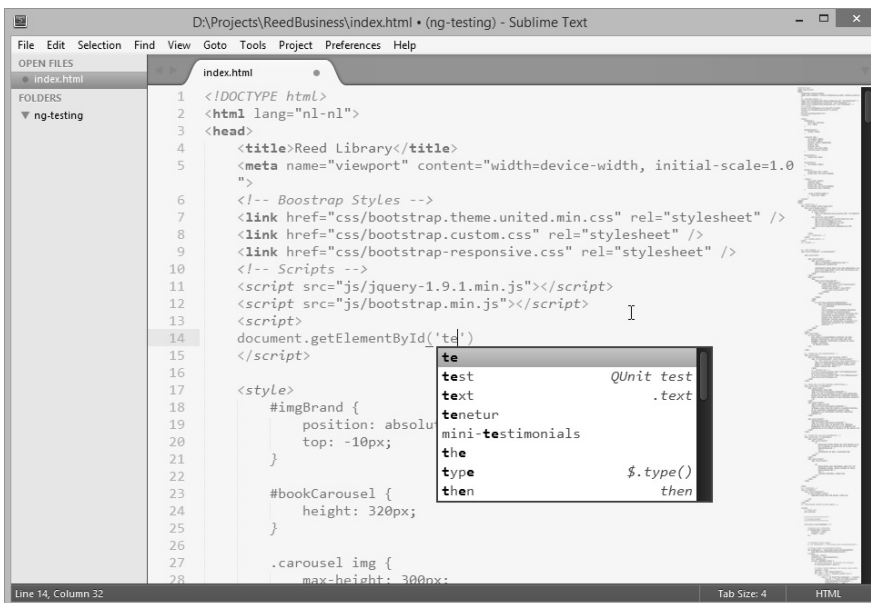 D:\Projects\ReedBusiness\index.html • (ng-testing) - Sublime Text
File Edit Selection Find View Goto Tools Project Preferences Help
OPEN FILES
index.html
FOLDERS
ng-testing
index.html
1 <!DOCTYPE html>
2 <html lang="nl-nl">
3 <head>
4 <title>Reed Library</title>
5 <meta name="viewport" content="width=device-width, initial-scale=1.0
">
6 <!-- Boostrap Styles -->
7 <link href="css/bootstrap.theme.united.min.css" rel="stylesheet" />
8 <link href="css/bootstrap.custom.css" rel="stylesheet" />
9 <link href="css/bootstrap-responsive.css" rel="stylesheet" />
10 <!-- Scripts -->
11 <script src="js/jquery-1.9.1.min.js"></script>
12 <script src="js/bootstrap.min.js"></script>
13 <script>
14 document.getElementById('te')
15 </script>
16
17 <style>
18 #imgBrand {
19 position: absolut
20 top: -10px;
21 }
22
23 #bookCarousel {
24 height: 320px;
25 }
26
27 .carousel img {
28 max-height: 300px;
te
test QUnit test
text .text
tenetur
mini-testimonials
the
type $.type()
then then
Line 14, Column 32
Tab Size: 4
HTML